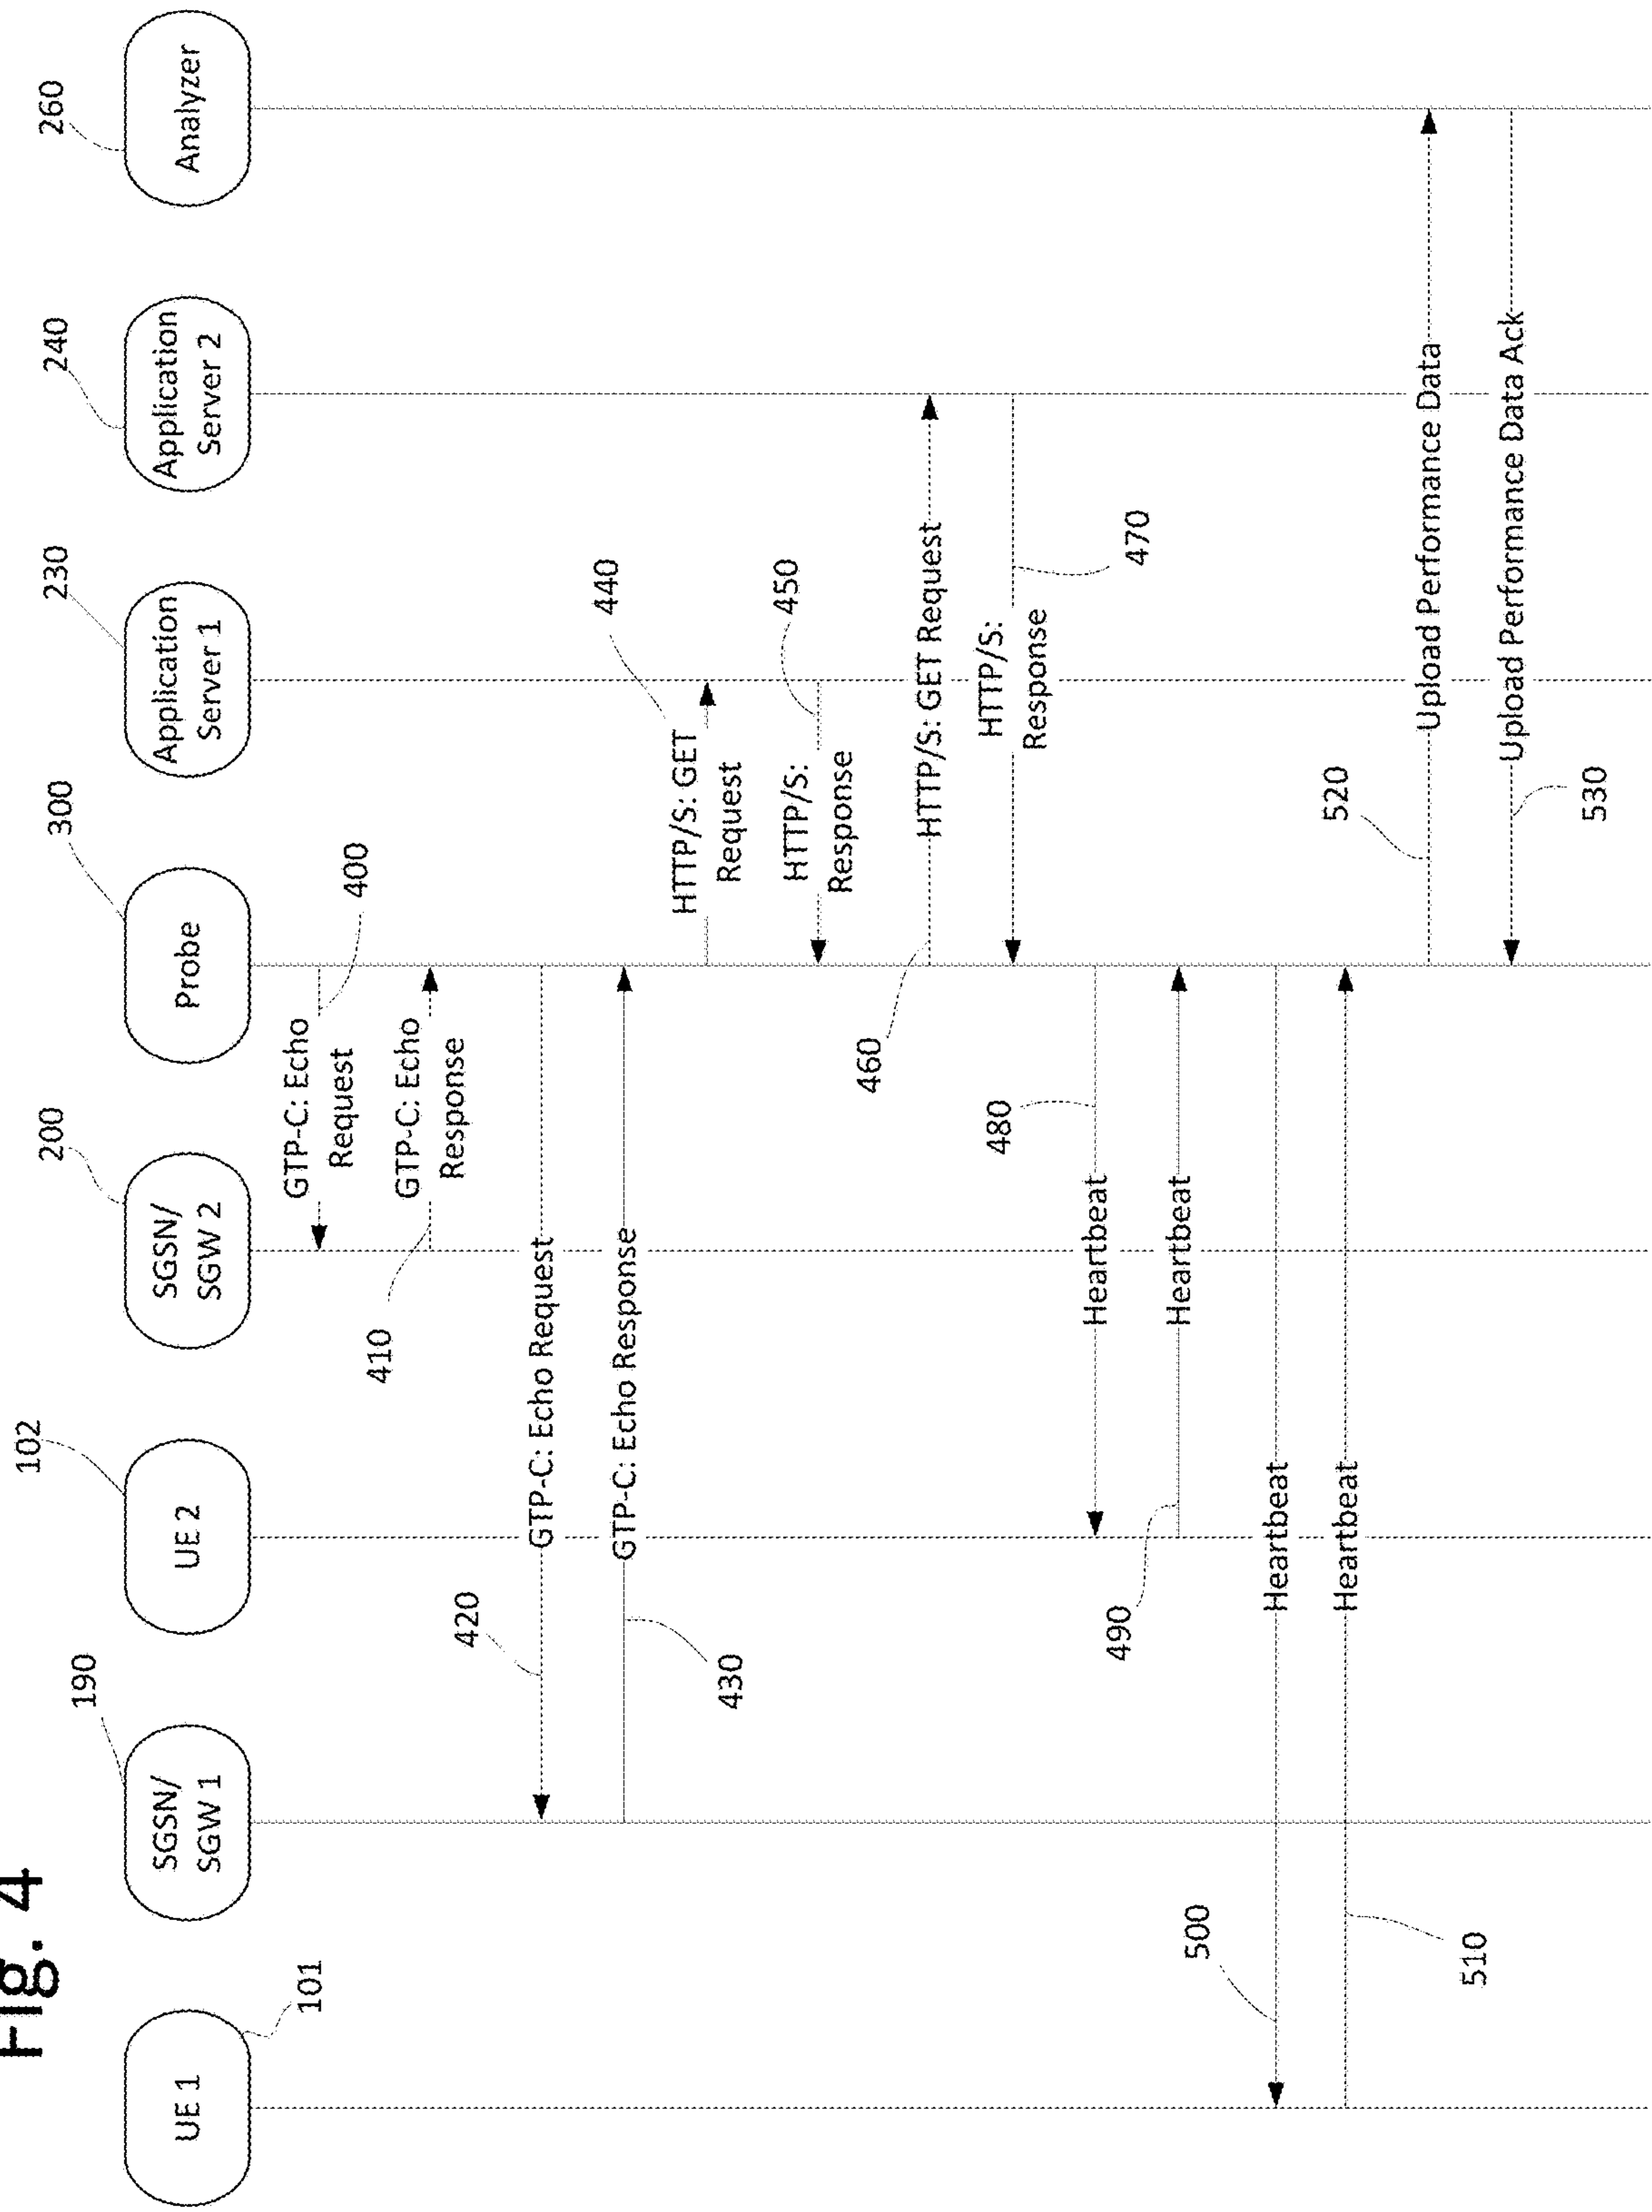 Fig. 4
101
190
102
200
300
230
240
260
UE 1
SGSN/
SGW 1
UE 2
SGSN/
SGW 2
Probe
Application
Server 1
Application
Server 2
Analyzer
GTP-C: Echo
Request
400
GTP-C: Echo
Response
410
420
GTP-C: Echo Request
GTP-C: Echo Response
430
440
HTTP/S: GET
Request
450
HTTP/S:
Response
460
HTTP/S: GET Request
HTTP/S:
Response
470
480
Heartbeat
490
Heartbeat
500
Heartbeat
Heartbeat
510
520
Upload Performance Data
Upload Performance Data Ack
530